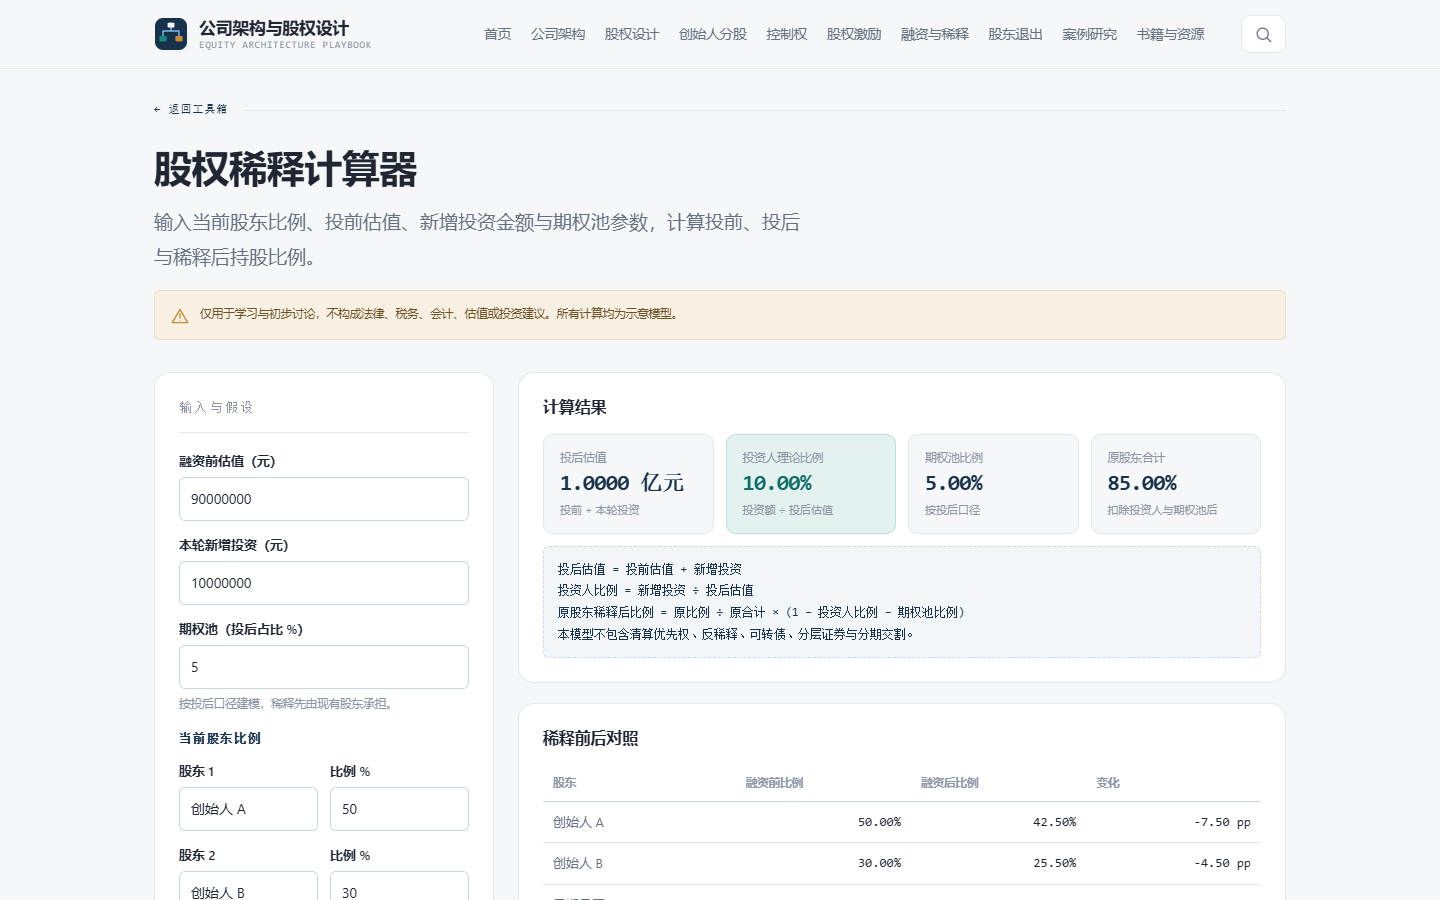 公司架构与股权设计
EQUITY ARCHITECTURE PLAYBOOK
首页 公司架构 股权设计 创始人分股 控制权 股权激励 融资与稀释 股东退出 案例研究 书籍与资源
← 返回工具箱
股权稀释计算器
输入当前股东比例、投前估值、新增投资金额与期权池参数，计算投前、投后
与稀释后持股比例。
仅用于学习与初步讨论，不构成法律、税务、会计、估值或投资建议。所有计算均为示意模型。
输入与假设
融资前估值（元）
90000000
本轮新增投资（元）
10000000
期权池（投后占比 %）
5
按投后口径建模，稀释先由现有股东承担。
当前股东比例
股东 1 比例 %
创始人 A 50
股东 2 比例 %
创始人 B 30
计算结果
投后估值
1.0000 亿元
投前 + 本轮投资
投资人理论比例
10.00%
投资额 ÷ 投后估值
期权池比例
5.00%
按投后口径
原股东合计
85.00%
扣除投资人与期权池后
投后估值 = 投前估值 + 新增投资
投资人比例 = 新增投资 ÷ 投后估值
原股东稀释后比例 = 原比例 ÷ 原合计 ×（1 − 投资人比例 − 期权池比例）
本模型不包含清算优先权、反稀释、可转债、分层证券与分期交割。
稀释前后对照
股东 融资前比例 融资后比例 变化
创始人 A 50.00% 42.50% -7.50 pp
创始人 B 30.00% 25.50% -4.50 pp